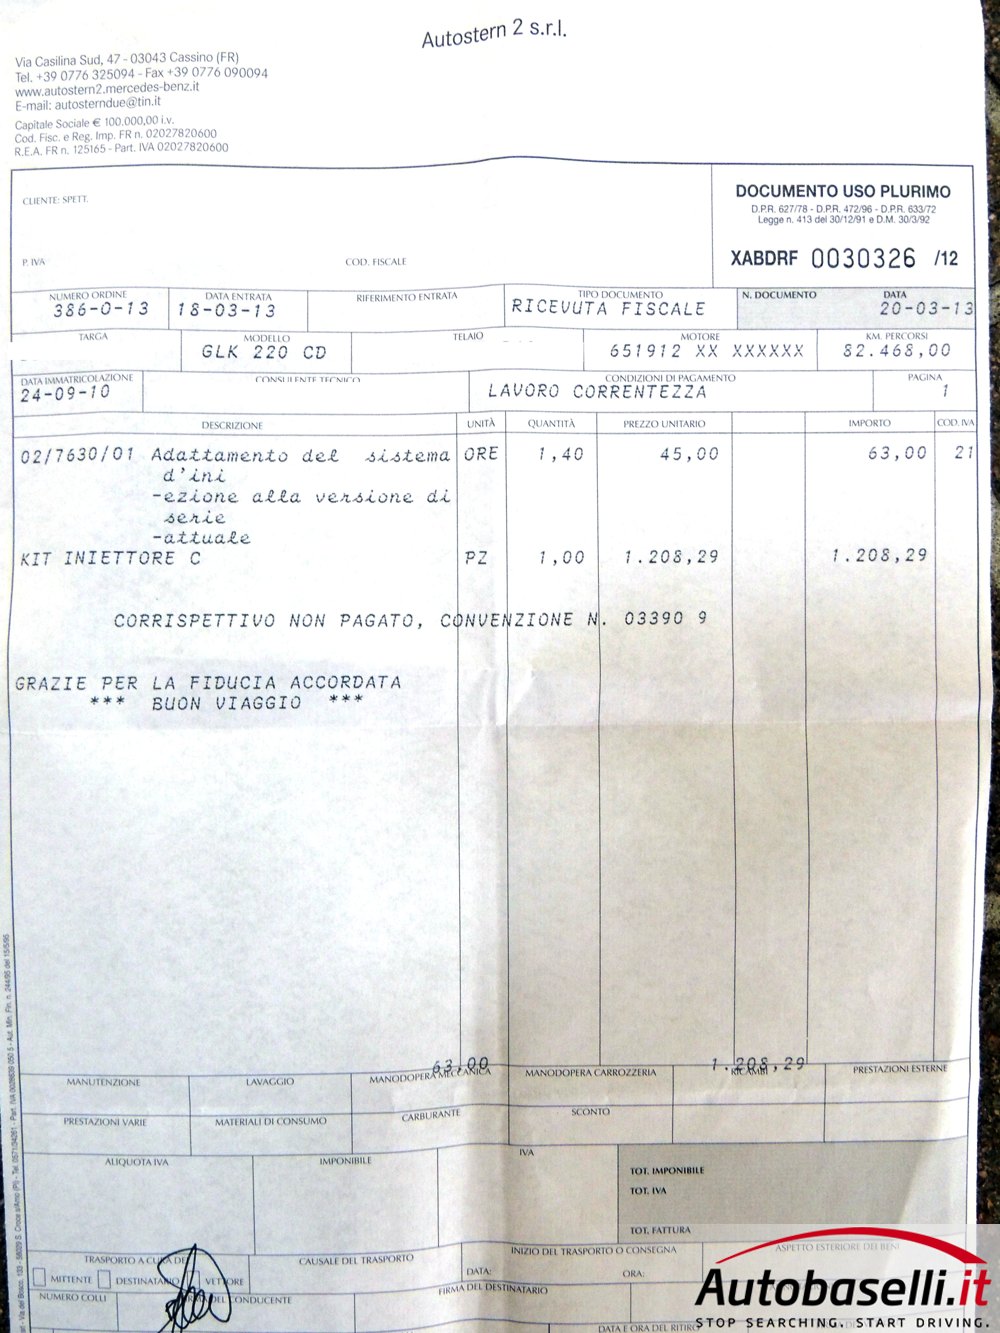 Autostern 2 s.r.l.
Via Casilina Sud, 47 - 03043 Cassino (FR)
Tel. +39 0776 325094 - Fax +39 0776 090094
www.autostern2.mercedes-benz.it
E-mail: autosterndue@tin.it
Capitale Sociale € 100.000,00 i.v.
Cod. Fisc. e Reg. Imp. FR n. 02027820600
R.E.A. FR n. 125165 - Part. IVA 02027820600
CLIENTE: SPETT.
P. IVA COD. FISCALE
DOCUMENTO USO PLURIMO
D.P.R. 627/78 - D.P.R. 472/96 - D.P.R. 633/72
Legge n. 413 del 30/12/91 e D.M. 30/3/92
XABDRF 0030326 /12
NUMERO ORDINE DATA ENTRATA RIFERIMENTO ENTRATA TIPO DOCUMENTO N. DOCUMENTO DATA
386-0-13 18-03-13 RICEVUTA FISCALE 20-03-13
TARGA MODELLO TELAIO MOTORE KM. PERCORSI
GLK 220 CD 651912 XX XXXXXX 82.468,00
DATA IMMATRICOLAZIONE CONSULENTE TECNICO CONDIZIONI DI PAGAMENTO PAGINA
24-09-10 LAVORO CORRENTEZZA 1
DESCRIZIONE UNITÀ QUANTITÀ PREZZO UNITARIO IMPORTO COD. IVA
02/7630/01 Adattamento del sistema ORE 1,40 45,00 63,00 21
d'ini
-ezione alla versione di
serie
-attuale
KIT INIETTORE C PZ 1,00 1.208,29 1.208,29
CORRISPETTIVO NON PAGATO, CONVENZIONE N. 03390 9
GRAZIE PER LA FIDUCIA ACCORDATA
*** BUON VIAGGIO ***
63,00 1.208,29
MANUTENZIONE LAVAGGIO MANODOPERA MECCANICA MANODOPERA CARROZZERIA RICAMBI PRESTAZIONI ESTERNE
PRESTAZIONI VARIE MATERIALI DI CONSUMO CARBURANTE SCONTO
ALIQUOTA IVA IMPONIBILE IVA
TOT. IMPONIBILE
TOT. IVA
TOT. FATTURA
TRASPORTO A CURA DEL CAUSALE DEL TRASPORTO INIZIO DEL TRASPORTO O CONSEGNA ASPETTO ESTERIORE DEI BENI
MITTENTE DESTINATARIO VETTORE DATA: ORA:
NUMERO COLLI FIRMA DEL CONDUCENTE FIRMA DEL DESTINATARIO
DATA E ORA DEL RITIRO
Autobaselli.it
STOP SEARCHING. START DRIVING.